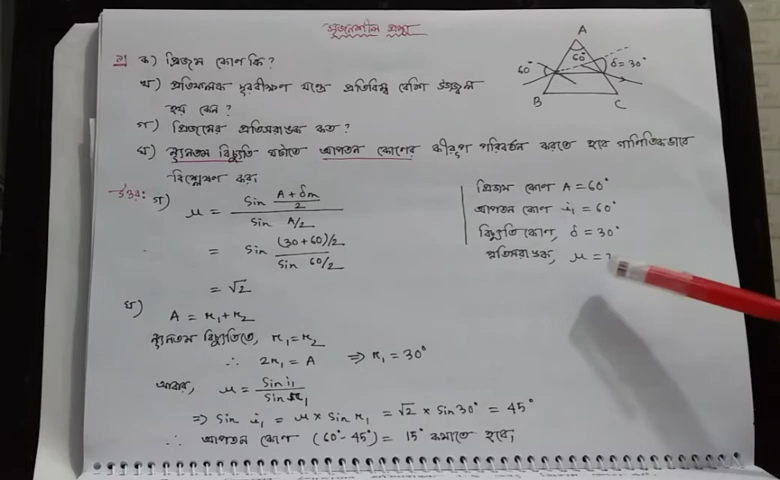 সৃজনশীল প্রশ্ন
ক) প্রিজম কোণ কি?
খ) প্রতিফলক দূরবীক্ষণ যন্ত্রে প্রতিবিম্ব বেশি উজ্জ্বল
হয় কেন?
গ) প্রিজমের প্রতিসরাঙ্ক কত?
ঘ) ন্যূনতম বিচ্যুতি ঘটাতে আপতন কোণের কীরূপ পরিবর্তন করতে হবে গাণিতিকভাবে
বিশ্লেষণ কর।
A
60°
60°
δ = 30°
B
C
উত্তর: গ) μ = sin (A + δm)/2 / sin A/2
= sin (30+60)/2 / sin 60/2
= √2
প্রিজম কোণ A = 60°
আপতন কোণ i₁ = 60°
বিচ্যুতি কোণ, δ = 30°
প্রতিসরাঙ্ক, μ = ?
ঘ) A = r₁ + r₂
ন্যূনতম বিচ্যুতিতে, r₁ = r₂
∴ 2r₁ = A ⇒ r₁ = 30°
আবার, μ = sin i₁ / sin r₁
⇒ sin i₁ = μ × sin r₁ = √2 × sin 30° = 45°
∴ আপতন কোণ (60° - 45°) = 15° কমাতে হবে।